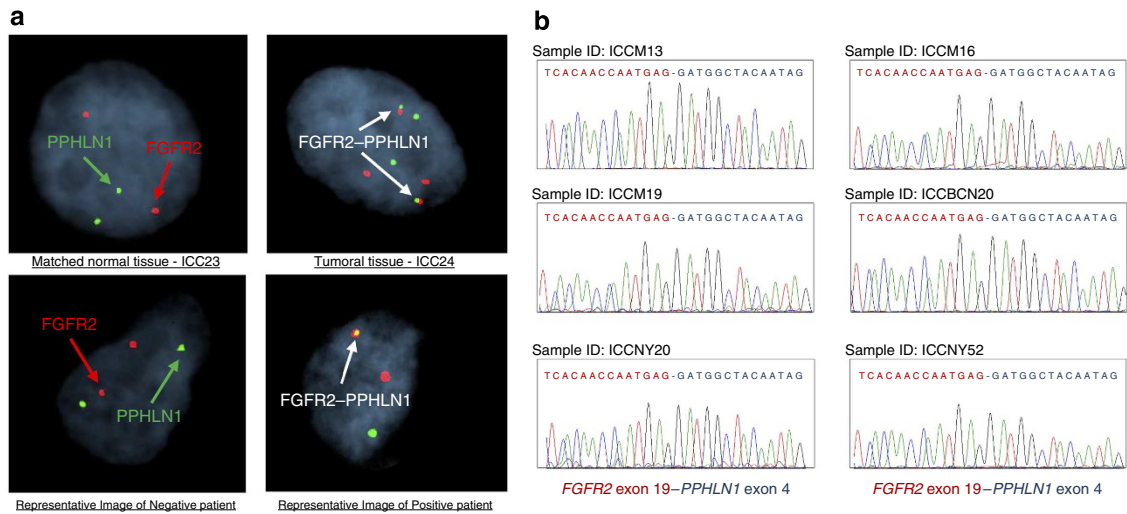 a
PPHLN1
FGFR2
Matched normal tissue - ICC23
FGFR2–PPHLN1
Tumoral tissue - ICC24
FGFR2
PPHLN1
Representative Image of Negative patient
FGFR2–PPHLN1
Representative Image of Positive patient
b
Sample ID: ICCM13
TCACAACCAATGAG-GATGGCTACAATAG
Sample ID: ICCM16
TCACAACCAATGAG-GATGGCTACAATAG
Sample ID: ICCM19
TCACAACCAATGAG-GATGGCTACAATAG
Sample ID: ICCBCN20
TCACAACCAATGAG-GATGGCTACAATAG
Sample ID: ICCNY20
TCACAACCAATGAG-GATGGCTACAATAG
Sample ID: ICCNY52
TCACAACCAATGAG-GATGGCTACAATAG
FGFR2 exon 19–PPHLN1 exon 4
FGFR2 exon 19–PPHLN1 exon 4